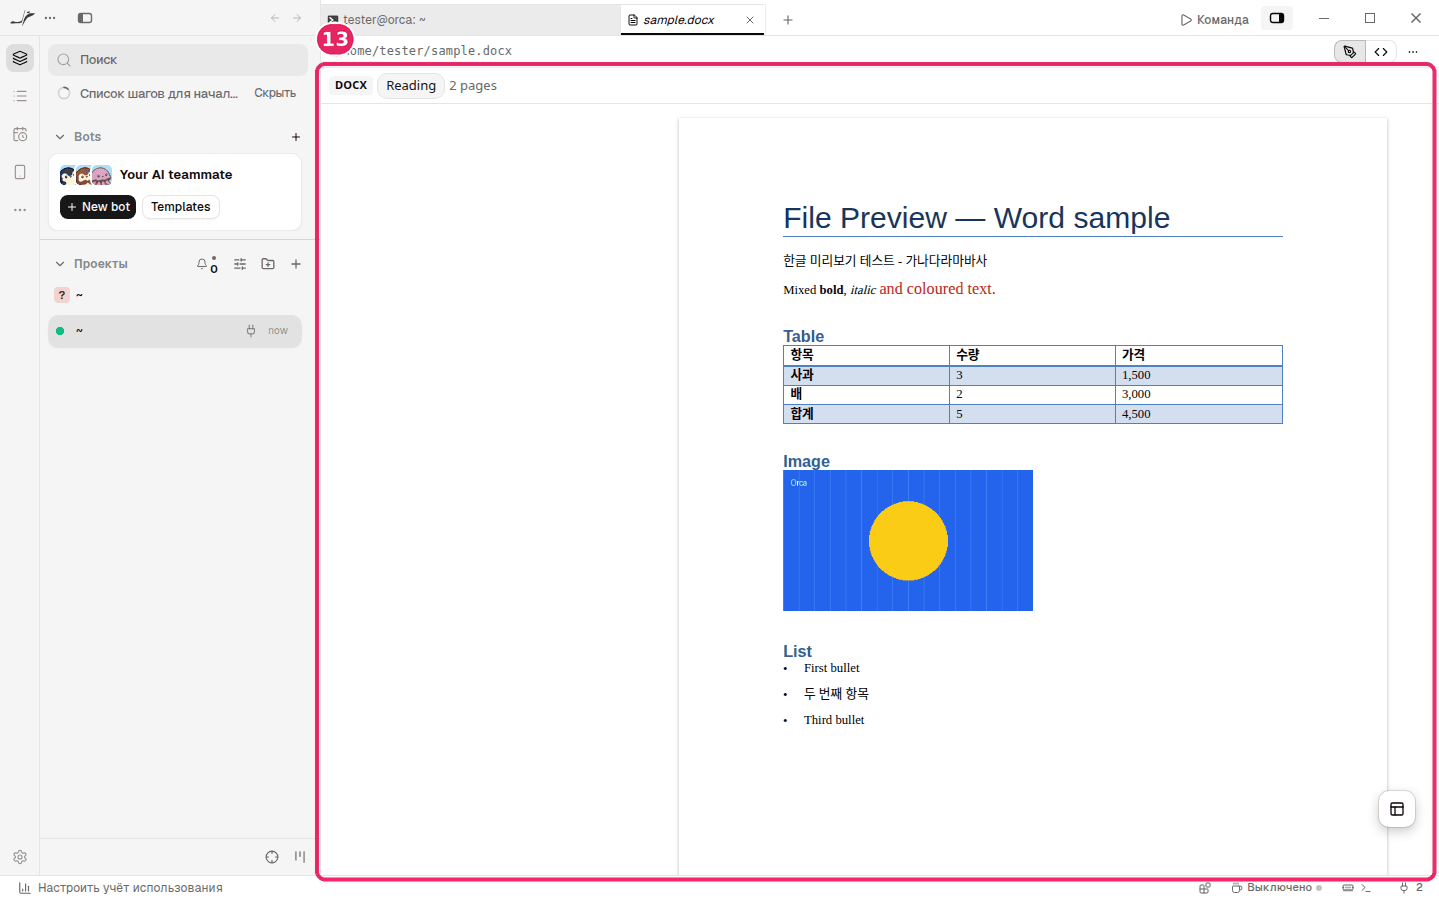 tester@orca: ~
sample.docx
Команда
13
ome/tester/sample.docx
Поиск
Список шагов для начал...
Скрыть
DOCX
Reading
2 pages
Bots
Your AI teammate
New bot
Templates
Проекты
0
? ~
~
now
File Preview — Word sample
한글 미리보기 테스트 - 가나다라마바사
Mixed bold, italic and coloured text.
Table
항목 수량 가격
사과 3 1,500
배 2 3,000
합계 5 4,500
Image
Orca
List
• First bullet
• 두 번째 항목
• Third bullet
Настроить учёт использования
Выключено
2